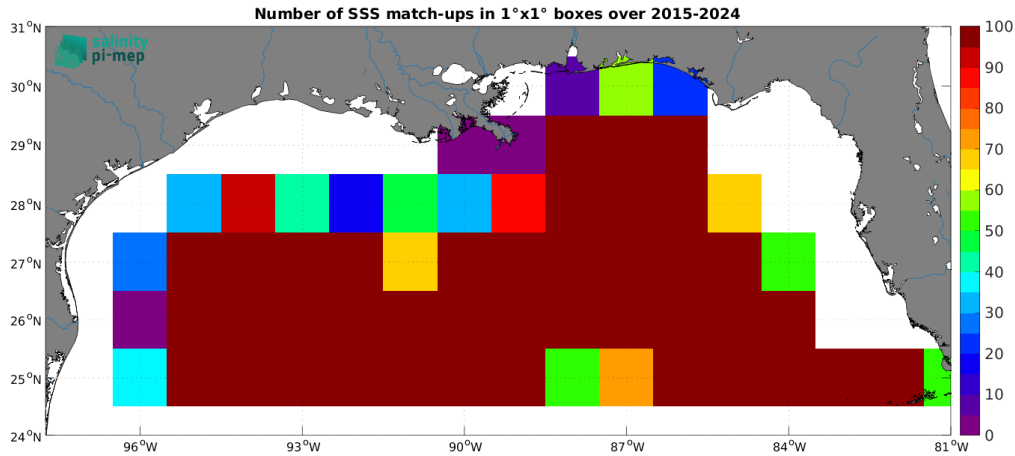 Number of SSS match-ups in 1°x1° boxes over 2015-2024
salinity
pi-mep
31°N
30°N
29°N
28°N
27°N
26°N
25°N
24°N
96°W
93°W
90°W
87°W
84°W
81°W
100
90
80
70
60
50
40
30
20
10
0